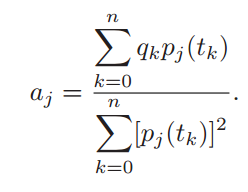 a_j = \frac{\sum_{k=0}^{n} q_k p_j(t_k)}{\sum_{k=0}^{n} [p_j(t_k)]^2}.